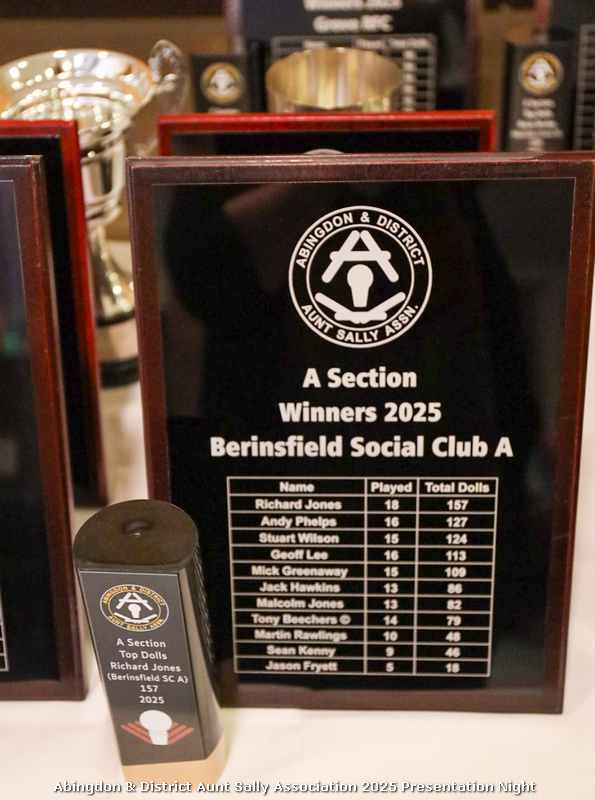 Winners 2025
Grove RFC
ABINGDON & DISTRICT
AUNT SALLY ASSN.
A Section
Winners 2025
Berinsfield Social Club A
Name Played Total Dolls
Richard Jones 18 157
Andy Phelps 16 127
Stuart Wilson 15 124
Geoff Lee 16 113
Mick Greenaway 15 109
Jack Hawkins 13 86
Malcolm Jones 13 82
Tony Beechers © 14 79
Martin Rawlings 10 48
Sean Kenny 9 46
Jason Fryett 5 18
ABINGDON & DISTRICT
AUNT SALLY ASSN.
A Section
Top Dolls
Richard Jones
(Berinsfield SC A)
157
2025
Abingdon & District Aunt Sally Association 2025 Presentation Night